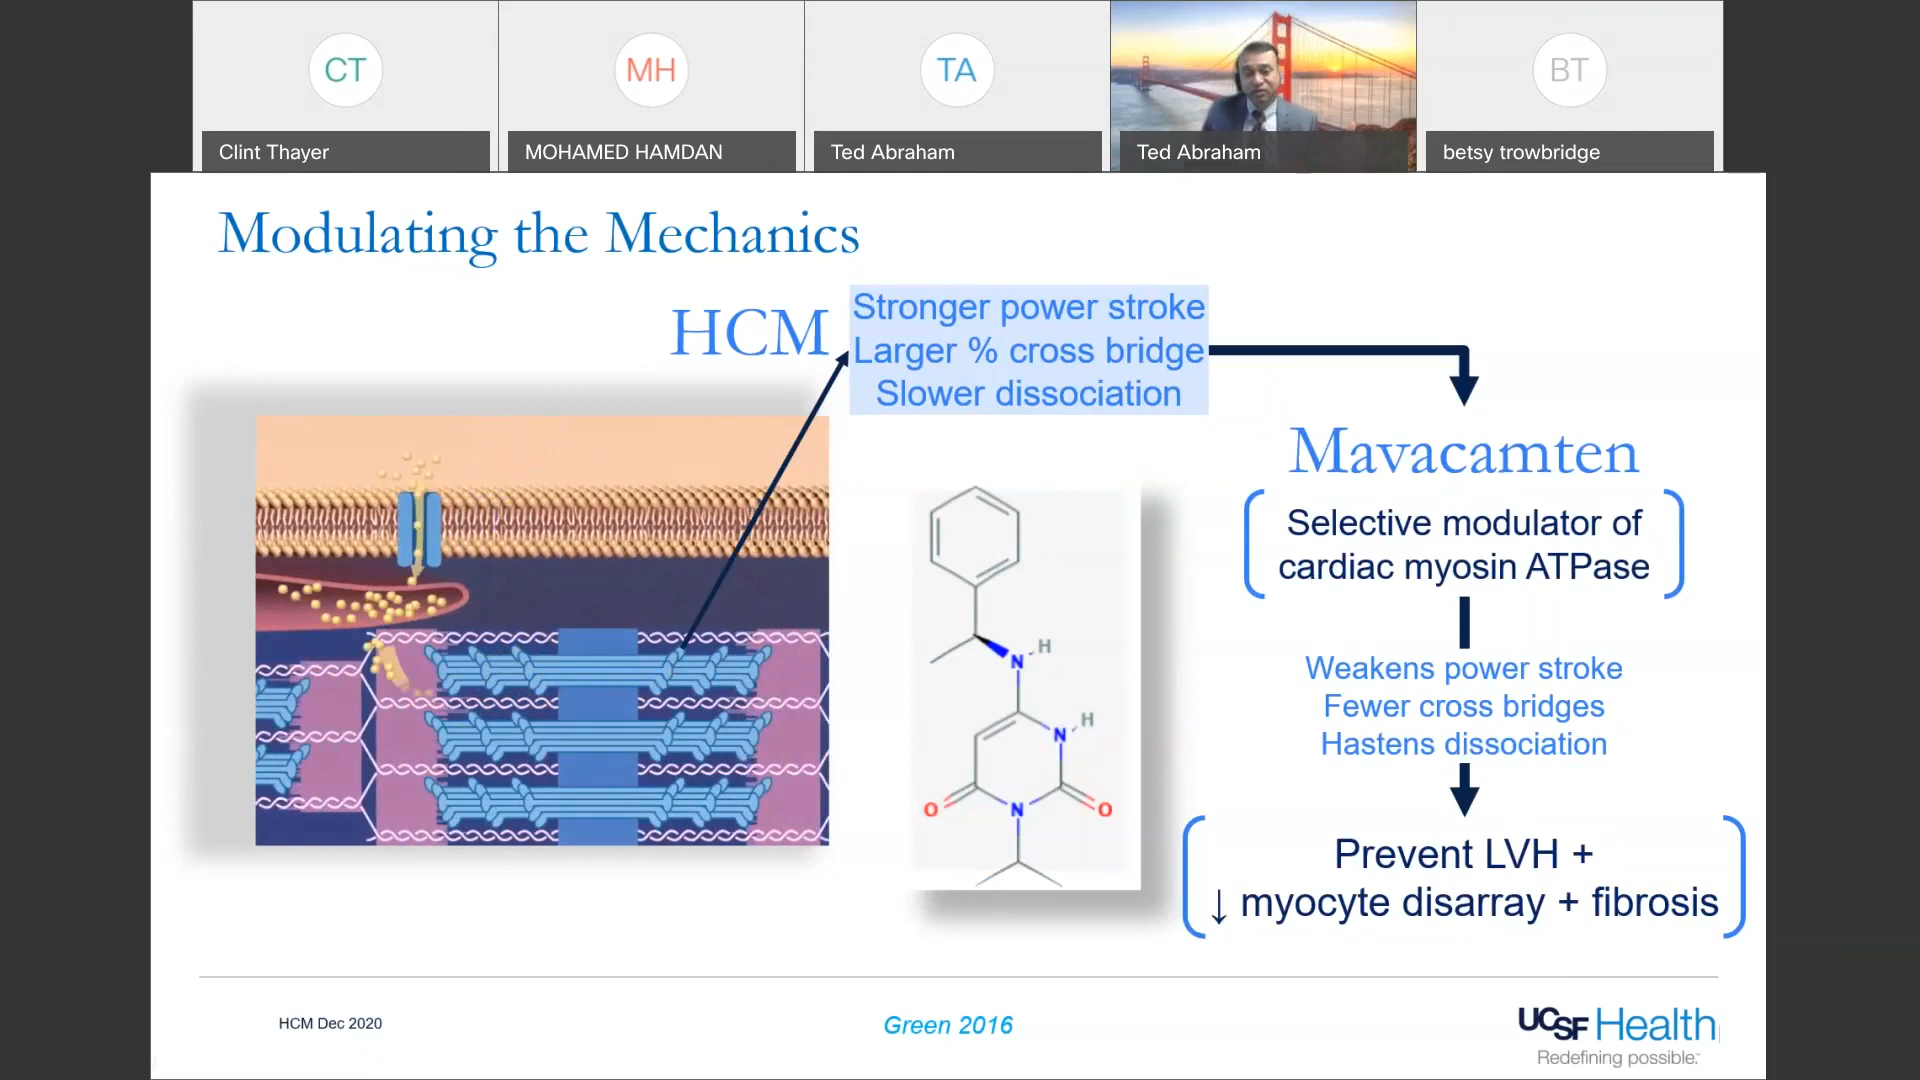 CT
MH
TA
BT
Clint Thayer
MOHAMED HAMDAN
Ted Abraham
Ted Abraham
betsy trowbridge
Modulating the Mechanics
HCM
Stronger power stroke
Larger % cross bridge
Slower dissociation
Mavacamten
Selective modulator of
cardiac myosin ATPase
Weakens power stroke
Fewer cross bridges
Hastens dissociation
Prevent LVH +
↓ myocyte disarray + fibrosis
H
N
H
N
O
N
O
HCM Dec 2020
Green 2016
UCSF Health
Redefining possible.™